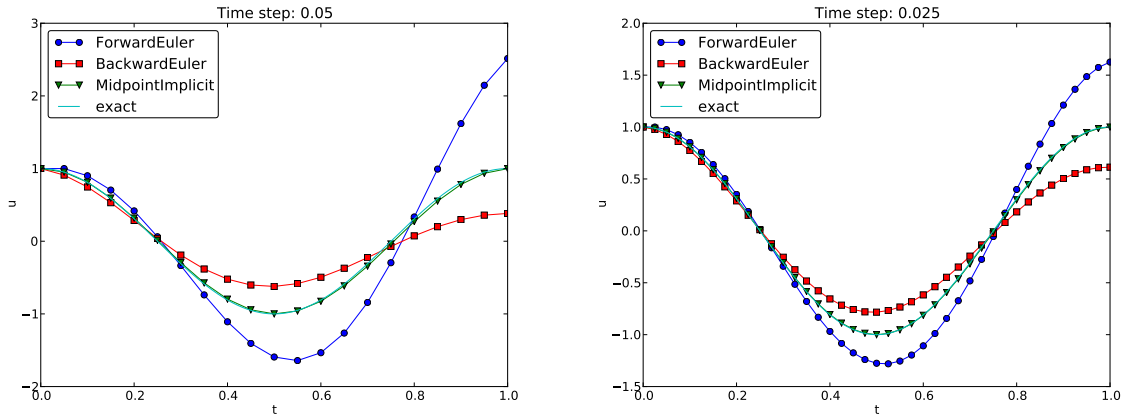 Time step: 0.05
3
2
1
0
−1
−2
u
ForwardEuler
BackwardEuler
MidpointImplicit
exact
0.0
0.2
0.4
0.6
0.8
1.0
t
Time step: 0.025
2.0
1.5
1.0
0.5
0.0
−0.5
−1.0
−1.5
u
ForwardEuler
BackwardEuler
MidpointImplicit
exact
0.0
0.2
0.4
0.6
0.8
1.0
t